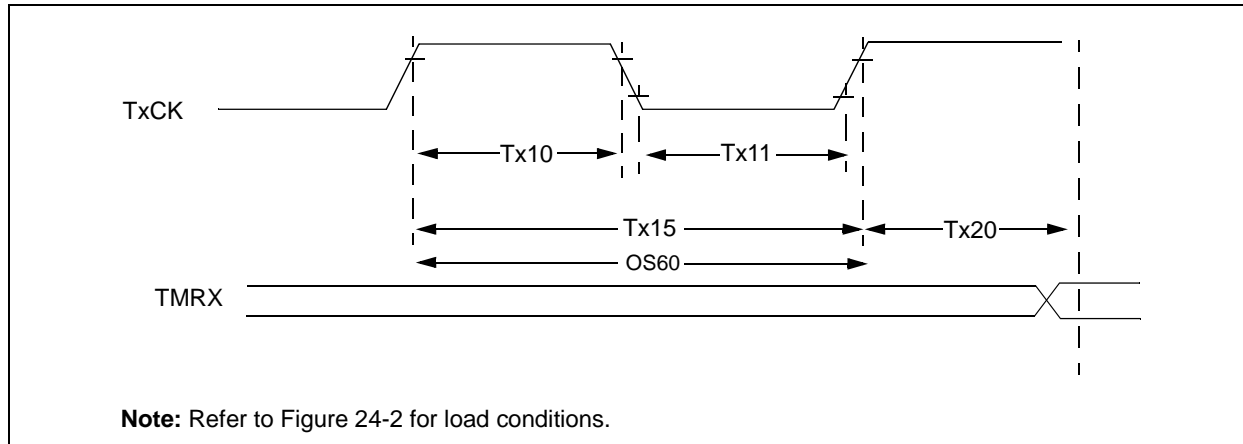 TxCK
Tx10
Tx11
Tx15
Tx20
OS60
TMRX
Note: Refer to Figure 24-2 for load conditions.